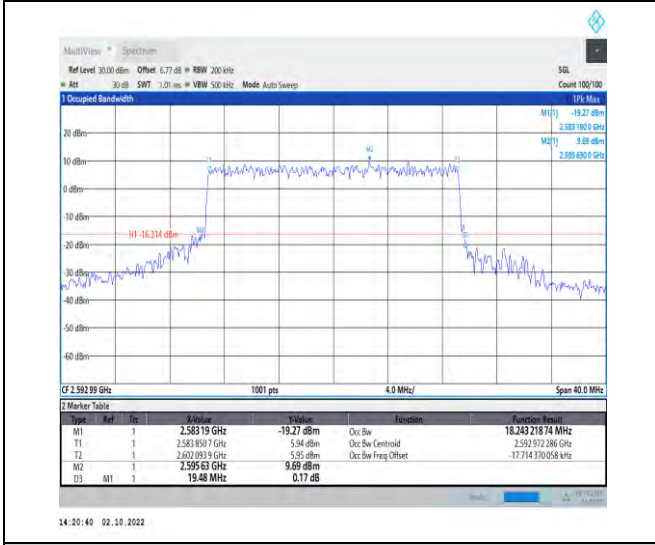 MultiView Spectrum
Ref Level 30.00 dBm Offset 6.77 dB RBW 200 kHz SGL
Att 30 dB SWT 1.01 ms VBW 500 kHz Mode Auto Sweep Count 100/100
1 Occupied Bandwidth 1Pk Max
M1[1] -19.27 dBm
2.583 190 0 GHz
20 dBm M2[1] 9.69 dBm
2.595 630 0 GHz
M2
10 dBm
T1 T2
0 dBm
-10 dBm
M1
H1 -16.314 dBm
-20 dBm
-30 dBm
-40 dBm
-50 dBm
-60 dBm
CF 2.592 99 GHz 1001 pts 4.0 MHz/ Span 40.0 MHz
2 Marker Table
Type Ref Trc X-Value Y-Value Function Function Result
M1 1 2.583 19 GHz -19.27 dBm Occ Bw 18.243 218 74 MHz
T1 1 2.583 850 7 GHz 5.94 dBm Occ Bw Centroid 2.592 972 286 GHz
T2 1 2.602 093 9 GHz 5.95 dBm Occ Bw Freq Offset -17.714 370 058 kHz
M2 1 2.595 63 GHz 9.69 dBm
D3 M1 1 19.48 MHz 0.17 dB
14:20:40 02.10.2022